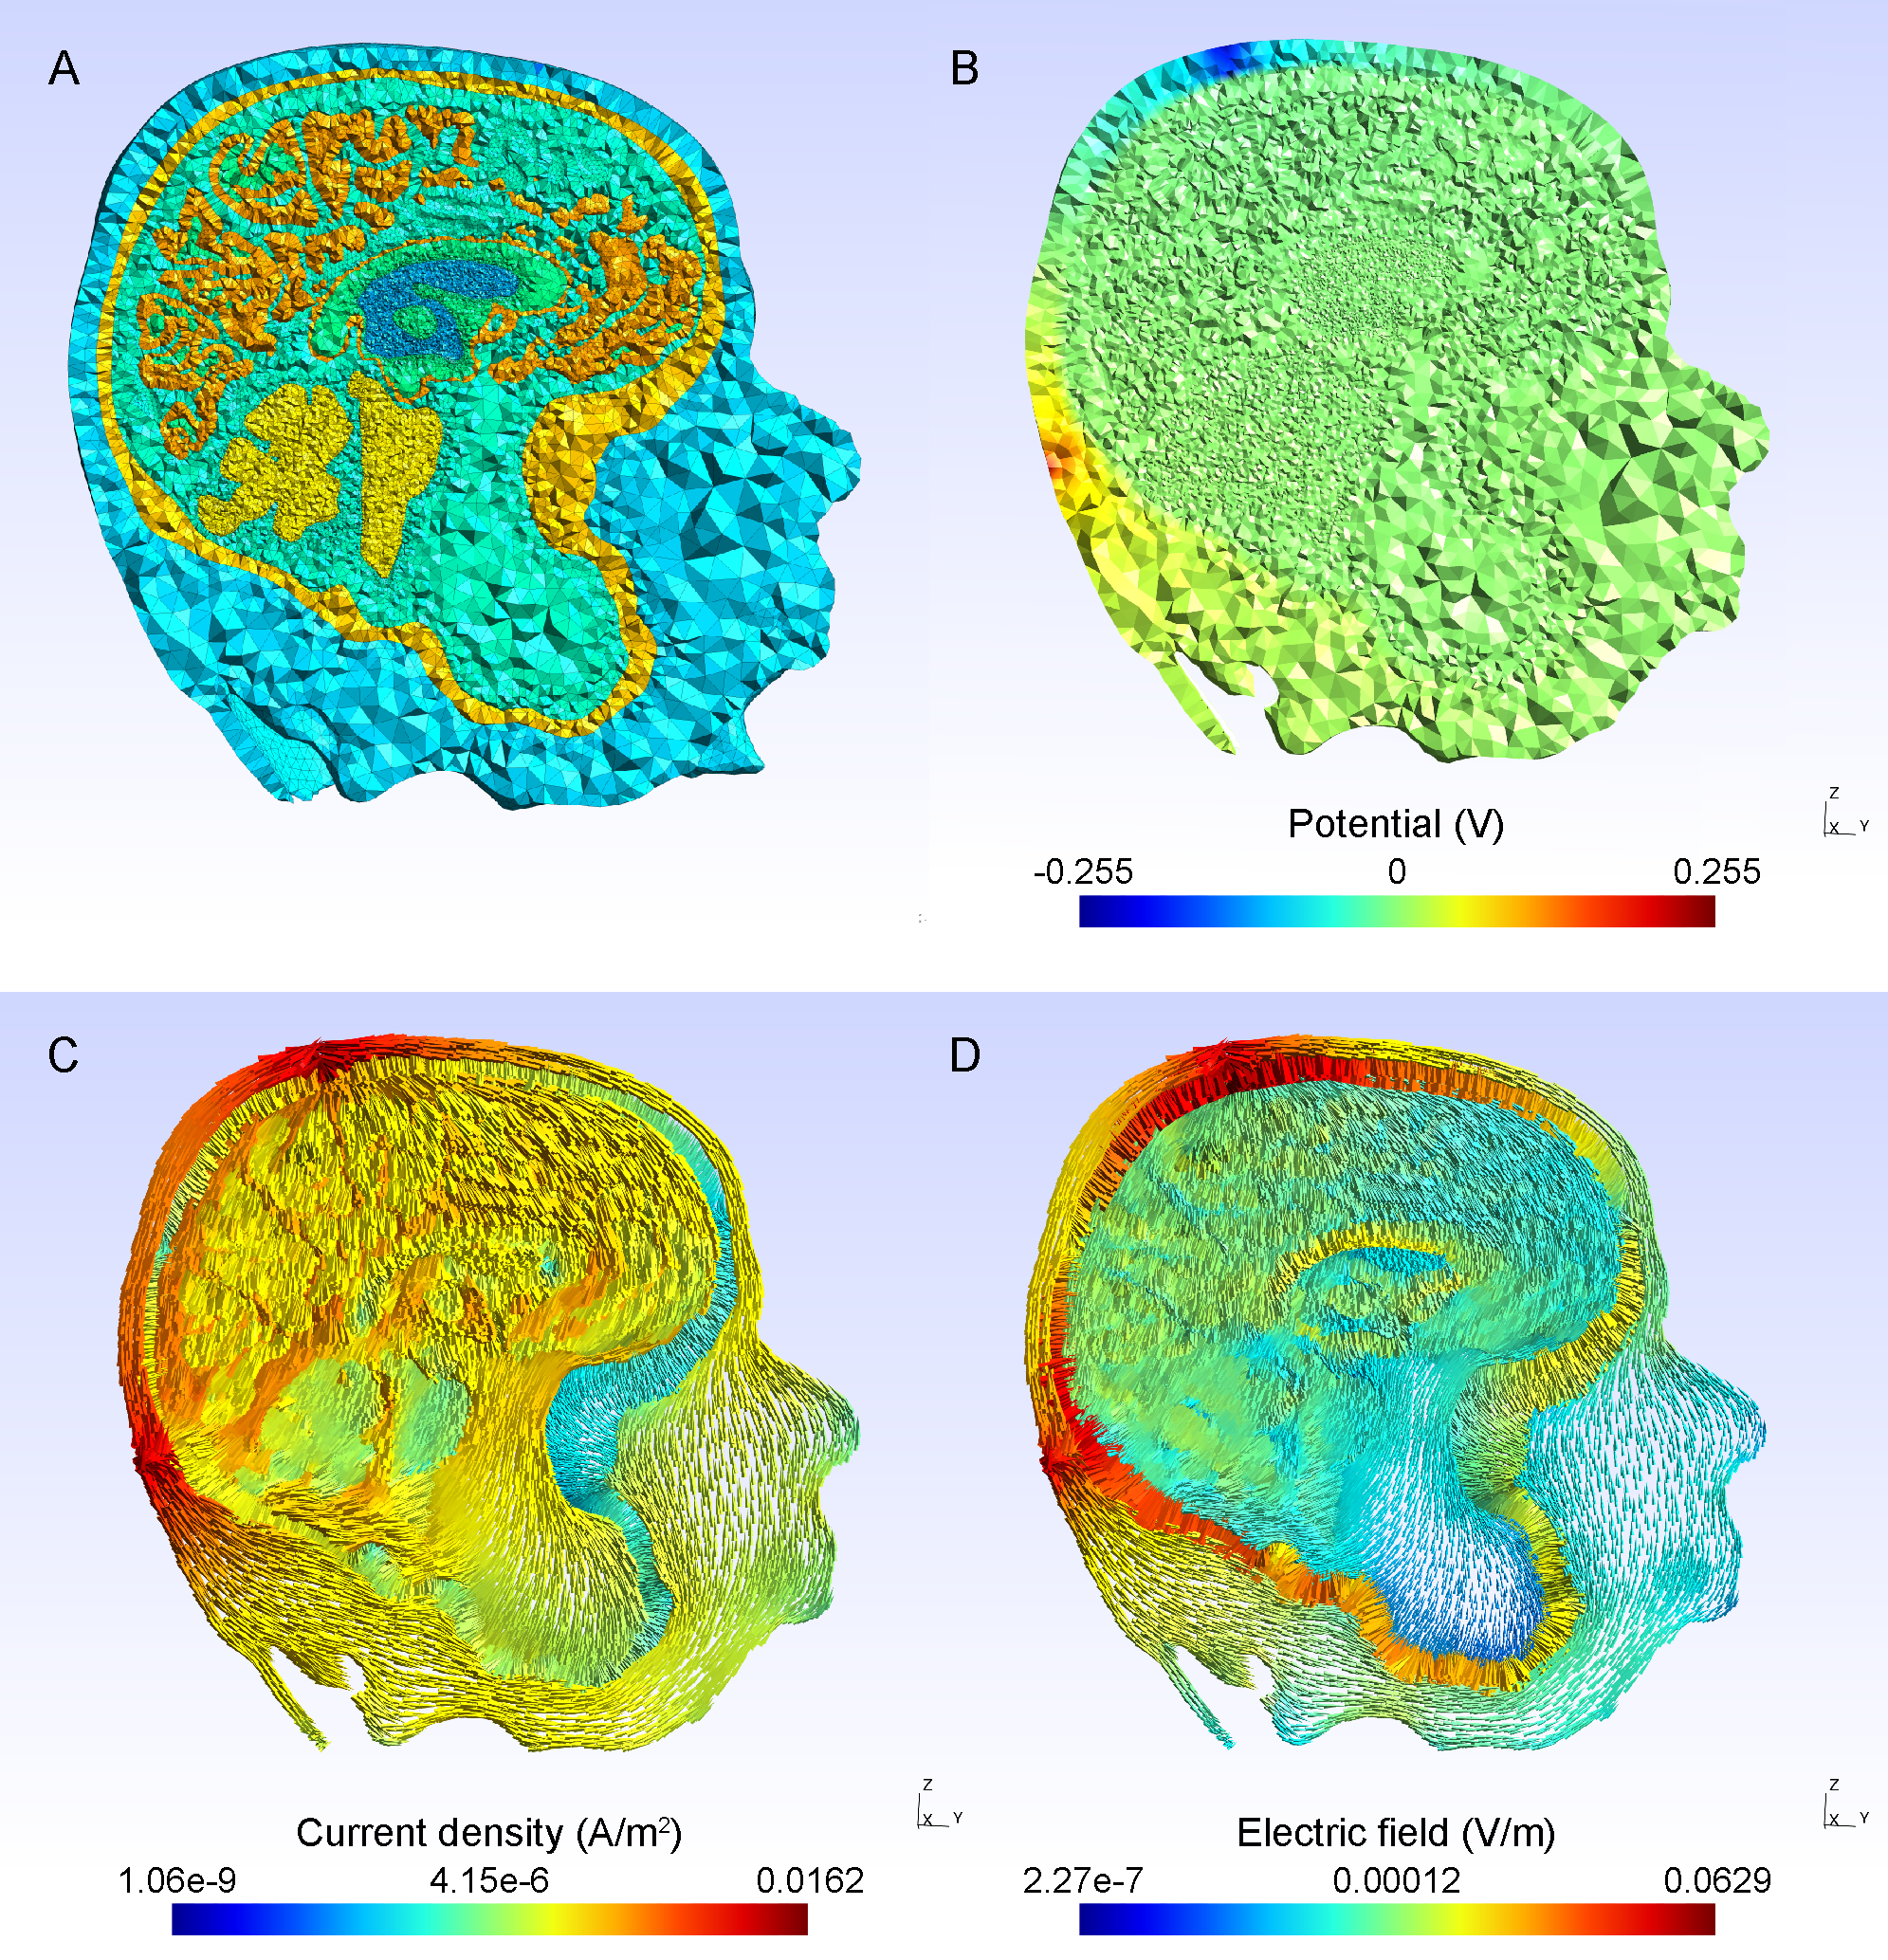 A
B
Potential (V)
-0.255 0 0.255
Z
X Y
C
D
Current density (A/m²)
1.06e-9 4.15e-6 0.0162
Z
X Y
Electric field (V/m)
2.27e-7 0.00012 0.0629
Z
X Y